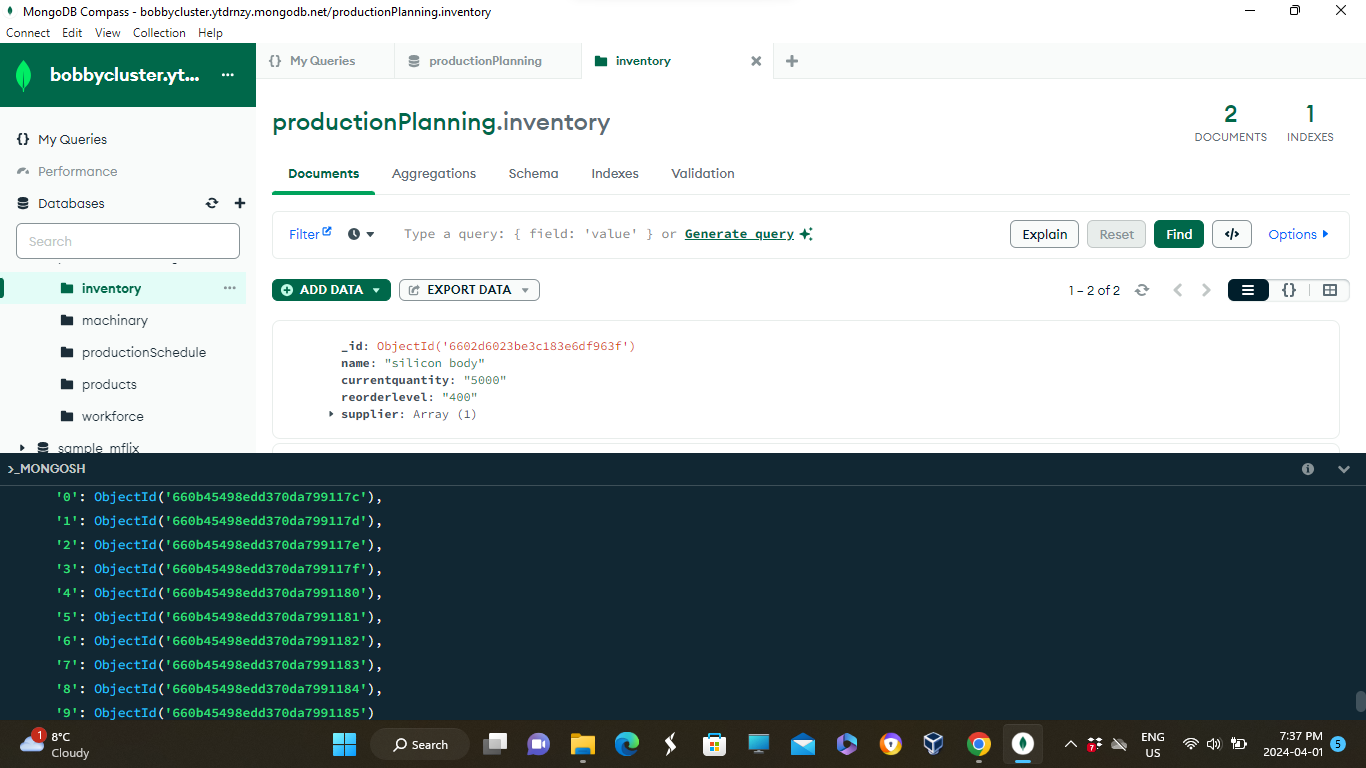 MongoDB Compass - bobbycluster.ytdrnzy.mongodb.net/productionPlanning.inventory
Connect Edit View Collection Help
bobbycluster.yt... ...
{} My Queries
productionPlanning
inventory
{} My Queries
Performance
Databases
Search
inventory ...
machinary
productionSchedule
products
workforce
sample_mflix
productionPlanning.inventory
2
DOCUMENTS
1
INDEXES
Documents Aggregations Schema Indexes Validation
Filter Type a query: { field: 'value' } or Generate query
Explain Reset Find </> Options
ADD DATA EXPORT DATA
1 – 2 of 2
{}
_id: ObjectId('6602d6023be3c183e6df963f')
name: "silicon body"
currentquantity: "5000"
reorderlevel: "400"
supplier: Array (1)
>_MONGOSH
'0': ObjectId('660b45498edd370da799117c'),
'1': ObjectId('660b45498edd370da799117d'),
'2': ObjectId('660b45498edd370da799117e'),
'3': ObjectId('660b45498edd370da799117f'),
'4': ObjectId('660b45498edd370da7991180'),
'5': ObjectId('660b45498edd370da7991181'),
'6': ObjectId('660b45498edd370da7991182'),
'7': ObjectId('660b45498edd370da7991183'),
'8': ObjectId('660b45498edd370da7991184'),
'9': ObjectId('660b45498edd370da7991185')
1
8°C
Cloudy
Search
7
ENG
US
7:37 PM
2024-04-01
5